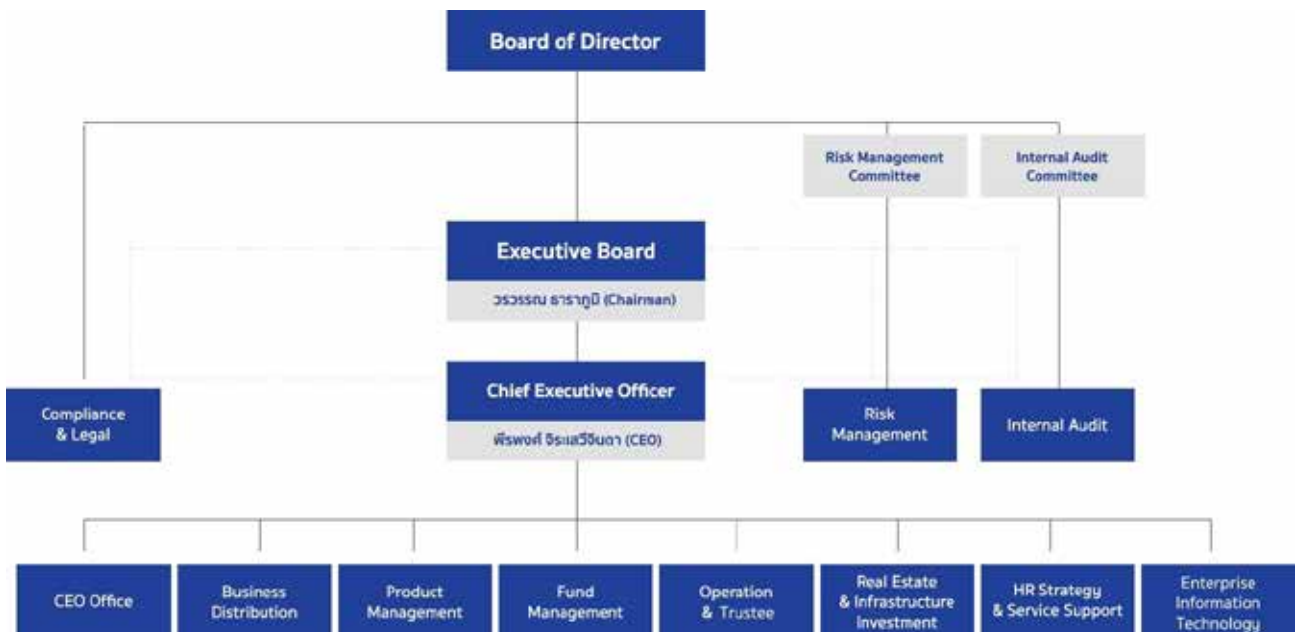 Board of Director
Risk Management
Committee
Internal Audit
Committee
Executive Board
วรวรรณ ธาราภูมิ (Chairman)
Chief Executive Officer
พีรพงศ์ จิระเสวีจินดา (CEO)
Compliance
& Legal
Risk
Management
Internal Audit
CEO Office
Business
Distribution
Product
Management
Fund
Management
Operation
& Trustee
Real Estate
& Infrastructure
Investment
HR Strategy
& Service Support
Enterprise
Information
Technology